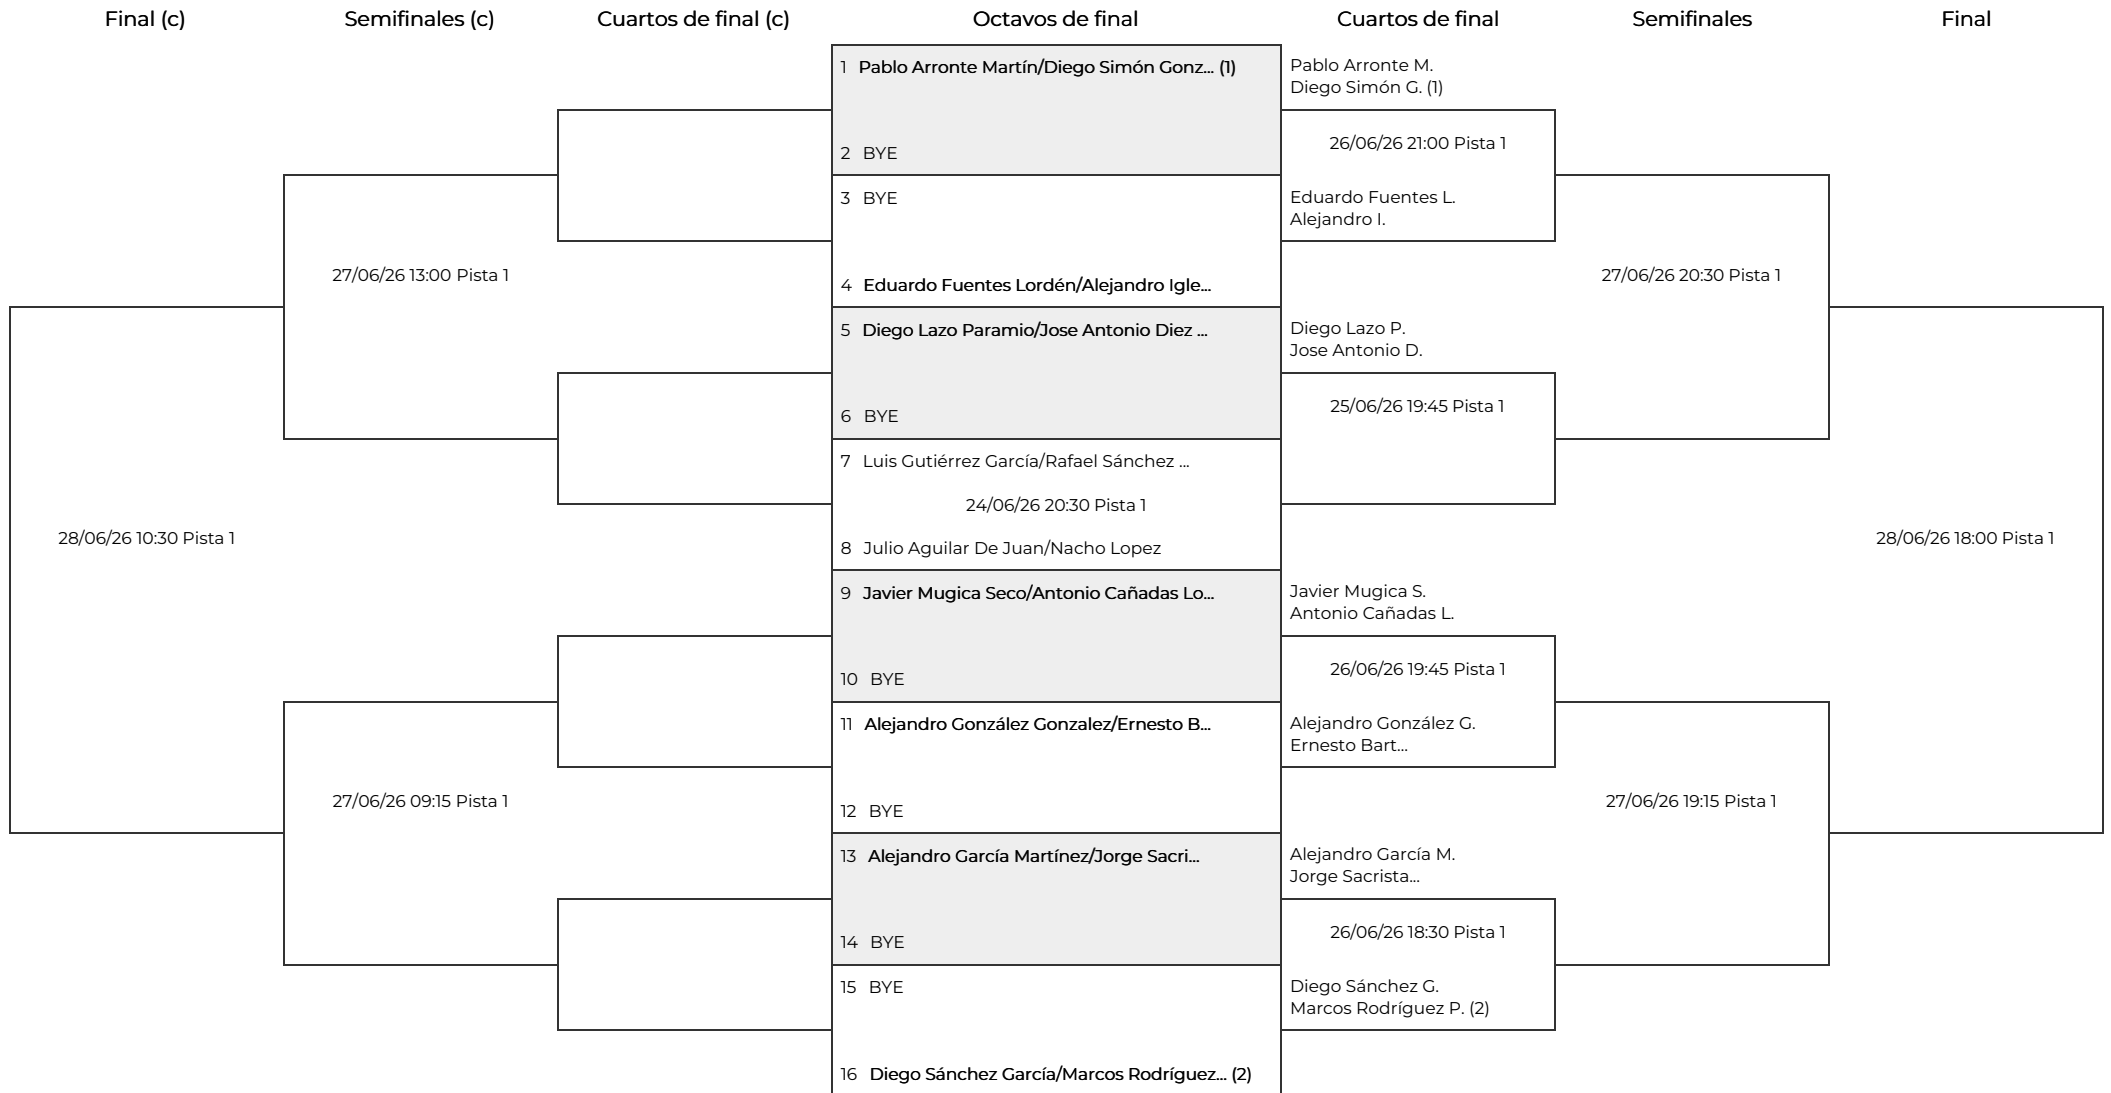 Final (c)
Semifinales (c)
Cuartos de final (c)
Octavos de final
Cuartos de final
Semifinales
Final
1 Pablo Arronte Martín/Diego Simón Gonz... (1)
2 BYE
3 BYE
4 Eduardo Fuentes Lordén/Alejandro Igle...
5 Diego Lazo Paramio/Jose Antonio Diez ...
6 BYE
7 Luis Gutiérrez García/Rafael Sánchez ...
24/06/26 20:30 Pista 1
8 Julio Aguilar De Juan/Nacho Lopez
9 Javier Mugica Seco/Antonio Cañadas Lo...
10 BYE
11 Alejandro González Gonzalez/Ernesto B...
12 BYE
13 Alejandro García Martínez/Jorge Sacri...
14 BYE
15 BYE
16 Diego Sánchez García/Marcos Rodríguez... (2)
Pablo Arronte M.
Diego Simón G. (1)
26/06/26 21:00 Pista 1
Eduardo Fuentes L.
Alejandro I.
Diego Lazo P.
Jose Antonio D.
25/06/26 19:45 Pista 1
Javier Mugica S.
Antonio Cañadas L.
26/06/26 19:45 Pista 1
Alejandro González G.
Ernesto Bart...
Alejandro García M.
Jorge Sacrista...
26/06/26 18:30 Pista 1
Diego Sánchez G.
Marcos Rodríguez P. (2)
27/06/26 20:30 Pista 1
27/06/26 19:15 Pista 1
28/06/26 18:00 Pista 1
27/06/26 13:00 Pista 1
27/06/26 09:15 Pista 1
28/06/26 10:30 Pista 1